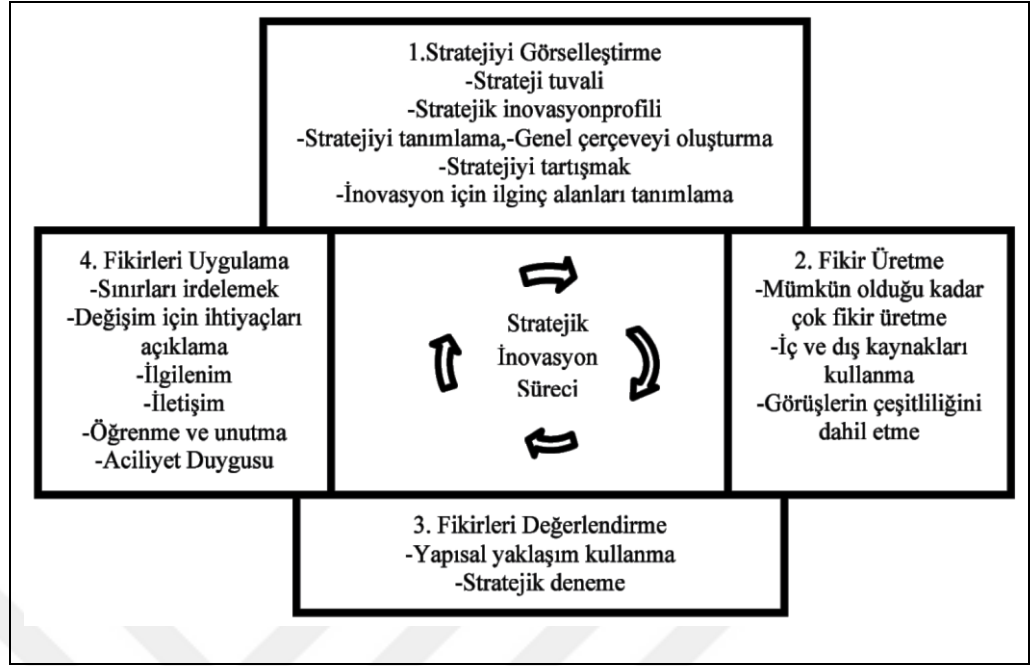 1.Stratejiyi Görselleştirme
-Strateji tuvali
-Stratejik inovasyonprofili
-Stratejiyi tanımlama,-Genel çerçeveyi oluşturma
-Stratejiyi tartışmak
-İnovasyon için ilginç alanları tanımlama
4. Fikirleri Uygulama
-Sınırları irdelemek
-Değişim için ihtiyaçları
açıklama
-İlgilenim
-İletişim
-Öğrenme ve unutma
-Aciliyet Duygusu
Stratejik
İnovasyon
Süreci
2. Fikir Üretme
-Mümkün olduğu kadar
çok fikir üretme
-İç ve dış kaynakları
kullanma
-Görüşlerin çeşitliliğini
dahil etme
3. Fikirleri Değerlendirme
-Yapısal yaklaşım kullanma
-Stratejik deneme